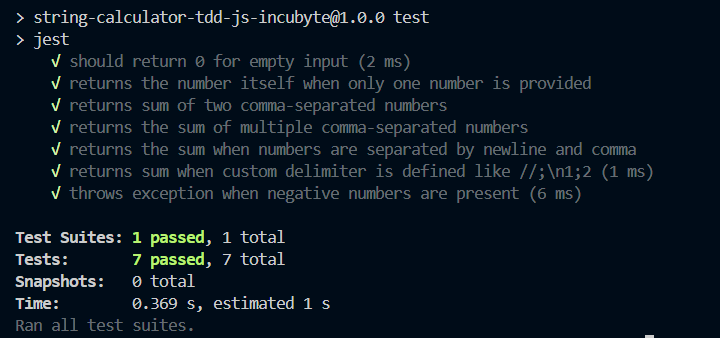 > string-calculator-tdd-js-incubyte@1.0.0 test
> jest
√ should return 0 for empty input (2 ms)
√ returns the number itself when only one number is provided
√ returns sum of two comma-separated numbers
√ returns the sum of multiple comma-separated numbers
√ returns the sum when numbers are separated by newline and comma
√ returns sum when custom delimiter is defined like //;\n1;2 (1 ms)
√ throws exception when negative numbers are present (6 ms)
Test Suites: 1 passed, 1 total
Tests: 7 passed, 7 total
Snapshots: 0 total
Time: 0.369 s, estimated 1 s
Ran all test suites.